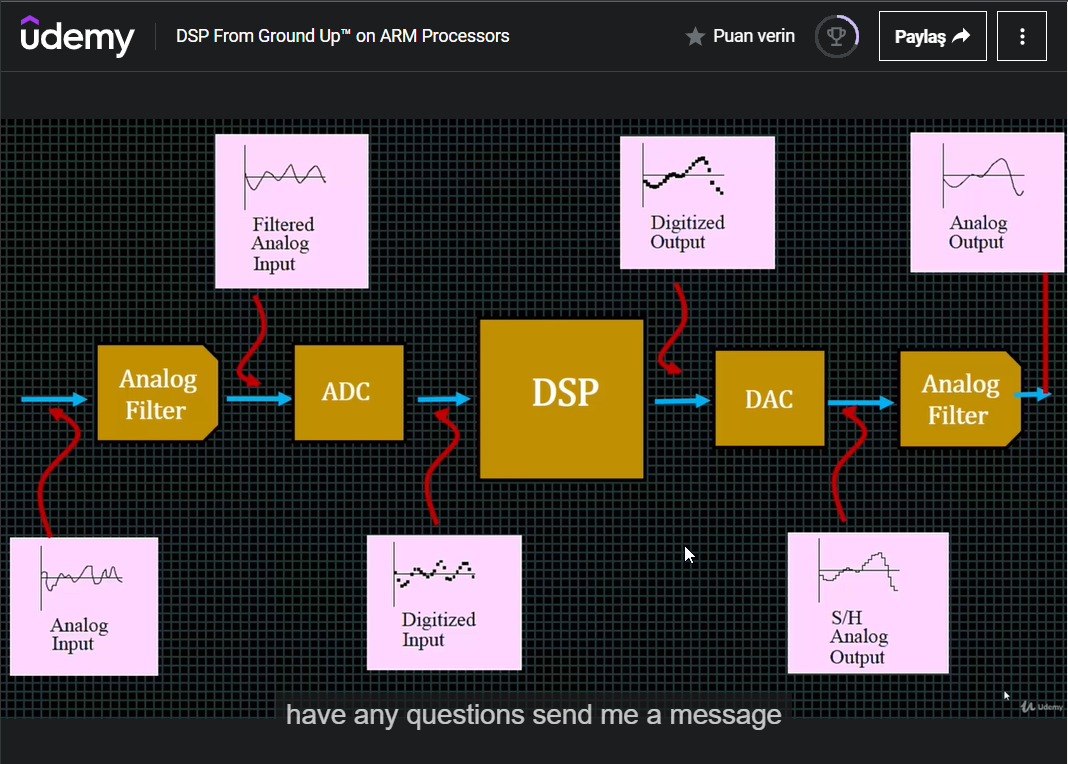 ûdemy
DSP From Ground Up™ on ARM Processors
Puan verin
Paylaş
Filtered
Analog
Input
Digitized
Output
Analog
Output
Analog
Filter
ADC
DSP
DAC
Analog
Filter
Analog
Input
Digitized
Input
S/H
Analog
Output
have any questions send me a message
Udemy